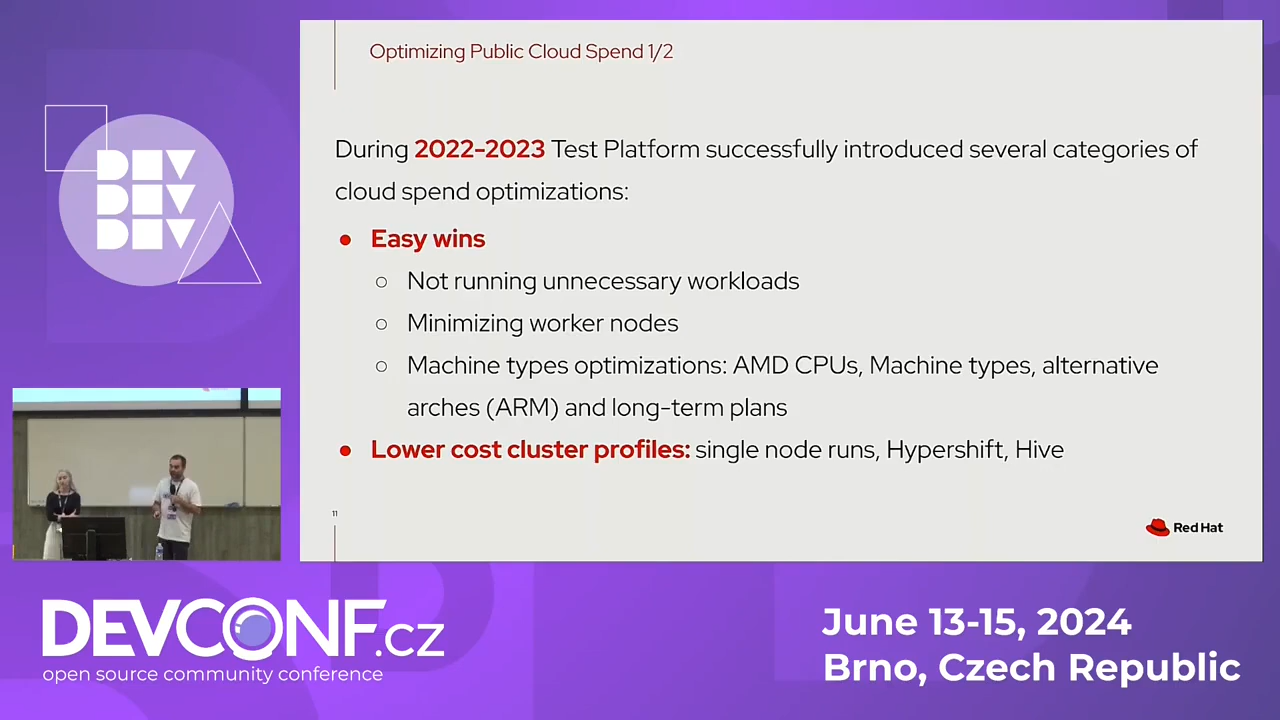 Optimizing Public Cloud Spend 1/2
During 2022-2023 Test Platform successfully introduced several categories of
cloud spend optimizations:
● Easy wins
○ Not running unnecessary workloads
○ Minimizing worker nodes
○ Machine types optimizations: AMD CPUs, Machine types, alternative
arches (ARM) and long-term plans
● Lower cost cluster profiles: single node runs, Hypershift, Hive
11
Red Hat
DEV
DEV
DEV
DEVCONF.cz
open source community conference
June 13-15, 2024
Brno, Czech Republic